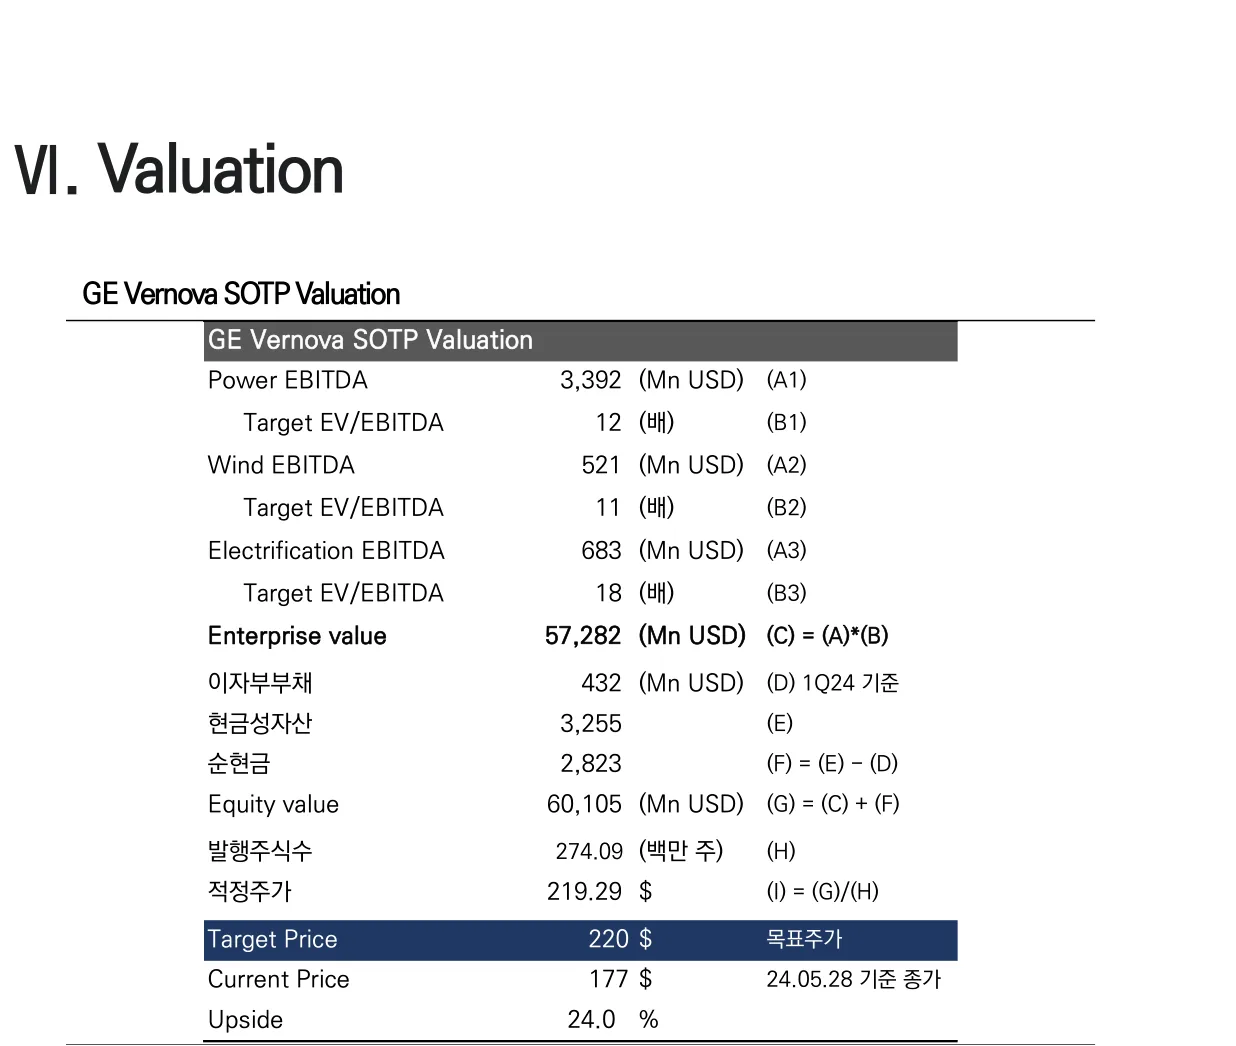 Ⅵ. Valuation
GE Vernova SOTP Valuation
GE Vernova SOTP Valuation
Power EBITDA 3,392 (Mn USD) (A1)
Target EV/EBITDA 12 (배) (B1)
Wind EBITDA 521 (Mn USD) (A2)
Target EV/EBITDA 11 (배) (B2)
Electrification EBITDA 683 (Mn USD) (A3)
Target EV/EBITDA 18 (배) (B3)
Enterprise value 57,282 (Mn USD) (C) = (A)*(B)
이자부부채 432 (Mn USD) (D) 1Q24 기준
현금성자산 3,255 (E)
순현금 2,823 (F) = (E) - (D)
Equity value 60,105 (Mn USD) (G) = (C) + (F)
발행주식수 274.09 (백만 주) (H)
적정주가 219.29 $ (I) = (G)/(H)
Target Price 220 $ 목표주가
Current Price 177 $ 24.05.28 기준 종가
Upside 24.0 %